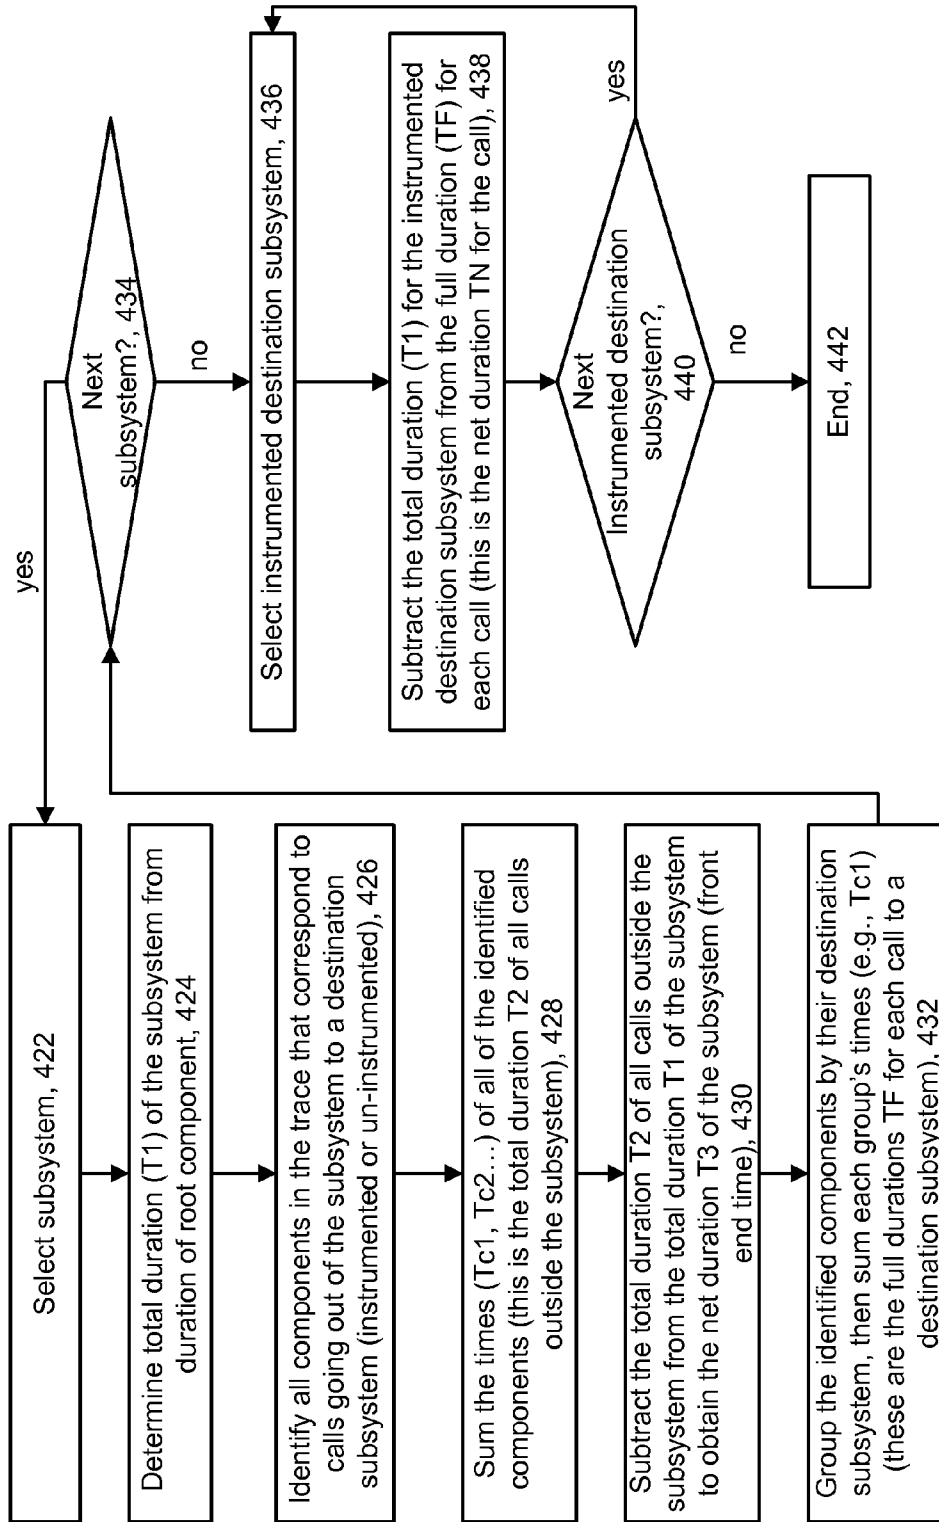 Select subsystem, 422
Determine total duration (T1) of the subsystem from
duration of root component, 424
Identify all components in the trace that correspond to
calls going out of the subsystem to a destination
subsystem (instrumented or un-instrumented), 426
Sum the times (Tc1, Tc2...) of all of the identified
components (this is the total duration T2 of all calls
outside the subsystem), 428
Subtract the total duration T2 of all calls outside the
subsystem from the total duration T1 of the subsystem
to obtain the net duration T3 of the subsystem (front
end time), 430
Group the identified components by their destination
subsystem, then sum each group's times (e.g., Tc1)
(these are the full durations TF for each call to a
destination subsystem), 432
yes
Next
subsystem?, 434
no
Select instrumented destination subsystem, 436
Subtract the total duration (T1) for the instrumented
destination subsystem from the full duration (TF) for
each call (this is the net duration TN for the call), 438
yes
Next
Instrumented destination
subsystem?,
440
no
End, 442